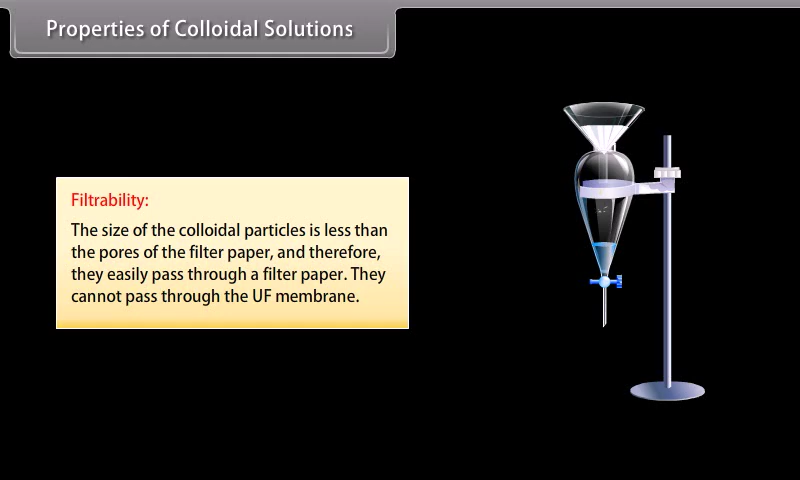 Properties of Colloidal Solutions
Filtrability:
The size of the colloidal particles is less than
the pores of the filter paper, and therefore,
they easily pass through a filter paper. They
cannot pass through the UF membrane.